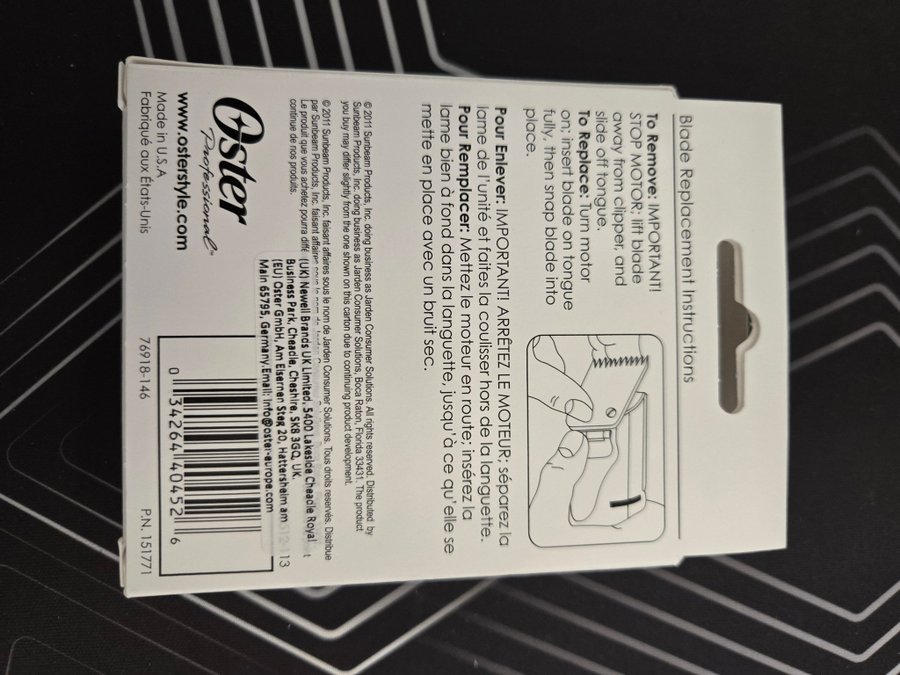 Blade Replacement Instructions
To Remove: IMPORTANT!
STOP MOTOR; lift blade
away from clipper, and
slide off tongue.
To Replace: Turn motor
on; insert blade on tongue
fully, then snap blade into
place.
Pour Enlever: IMPORTANT! ARRÊTEZ LE MOTEUR; séparez la
lame de l'unité et faites la coulisser hors de la languette.
Pour Remplacer: Mettez le moteur en route; insérez la
lame bien à fond dans la languette, jusqu'à ce qu'elle se
mette en place avec un bruit sec.
© 2011 Sunbeam Products, Inc. doing business as Jarden Consumer Solutions. All rights reserved. Distributed by
Sunbeam Products, Inc. doing business as Jarden Consumer Solutions, Boca Raton, Florida 33431. The product
you buy may differ slightly from the one shown on this carton due to continuing product development.
© 2011 Sunbeam Products, Inc. faisant affaires sous le nom de Jarden Consumer Solutions. Tous droits reservés. Distribue
par Sunbeam Products, Inc. faisant affaires
Le produit que vous achetez pourra diffé
continue de nos produits.
(UK) Newell Brands UK Limited, 5400 Lakeside Cheadle Royal
Business Park, Cheadle, Cheshire, SK8 3GQ, UK.
(EU) Oster GmbH, Am Eisernen Steg 20, Hattersheim am
Main 65795, Germany.Email: info@oster-europe.com
Oster
Professional
www.osterstyle.com
Made in U.S.A
Fabriqué aux États-Unis
0 34264 40452 6
76918-146
P.N. 151771